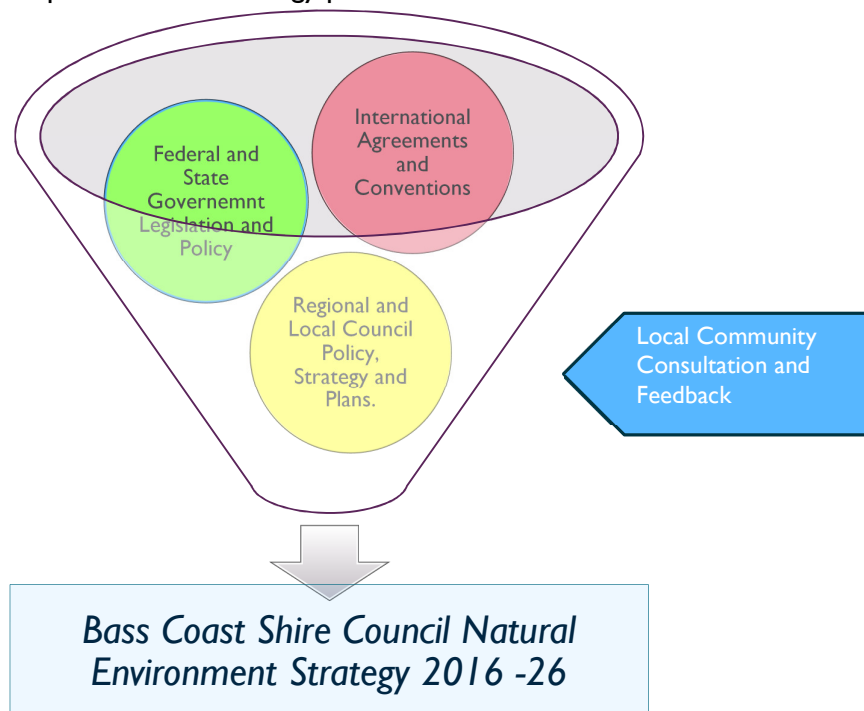 International
Agreements
and
Conventions
Federal and
State
Governemnt
Legislation and
Policy
Regional and
Local Council
Policy,
Strategy and
Plans.
Local Community
Consultation and
Feedback
Bass Coast Shire Council Natural
Environment Strategy 2016 -26